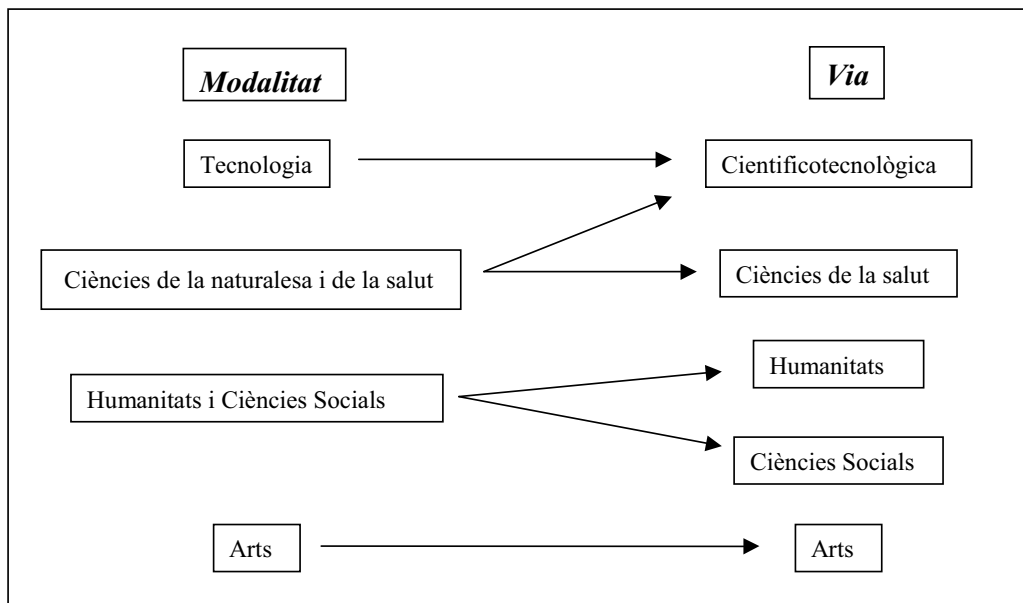 Modalitat
Via
Tecnologia
Cientificotecnològica
Ciències de la naturalesa i de la salut
Ciències de la salut
Humanitats
Humanitats i Ciències Socials
Ciències Socials
Arts
Arts